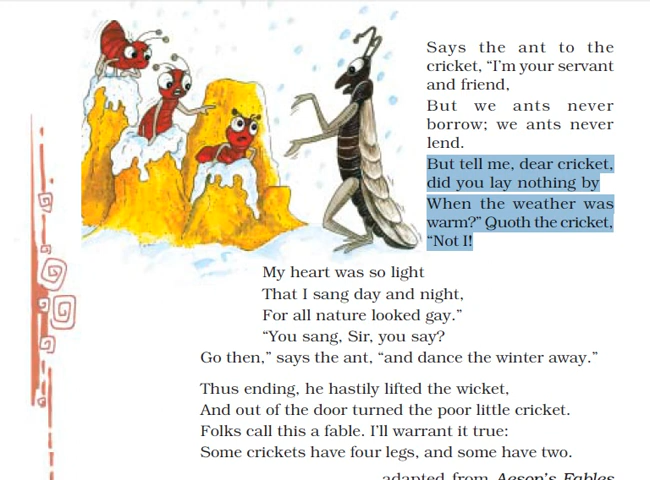 Says the ant to the
cricket, “I’m your servant
and friend,
But we ants never
borrow; we ants never
lend.
But tell me, dear cricket,
did you lay nothing by
When the weather was
warm?” Quoth the cricket,
“Not I!
My heart was so light
That I sang day and night,
For all nature looked gay.”
“You sang, Sir, you say?
Go then,” says the ant, “and dance the winter away.”
Thus ending, he hastily lifted the wicket,
And out of the door turned the poor little cricket.
Folks call this a fable. I’ll warrant it true:
Some crickets have four legs, and some have two.
adapted from Aesop’s Fables